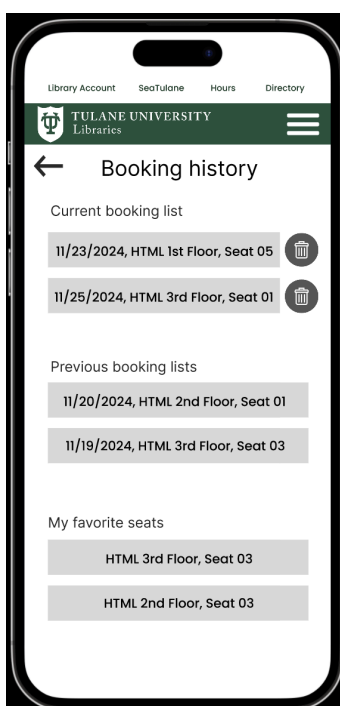 Library Account SeaTulane Hours Directory
TULANE UNIVERSITY
Libraries
Booking history
Current booking list
11/23/2024, HTML 1st Floor, Seat 05
11/25/2024, HTML 3rd Floor, Seat 01
Previous booking lists
11/20/2024, HTML 2nd Floor, Seat 01
11/19/2024, HTML 3rd Floor, Seat 03
My favorite seats
HTML 3rd Floor, Seat 03
HTML 2nd Floor, Seat 03